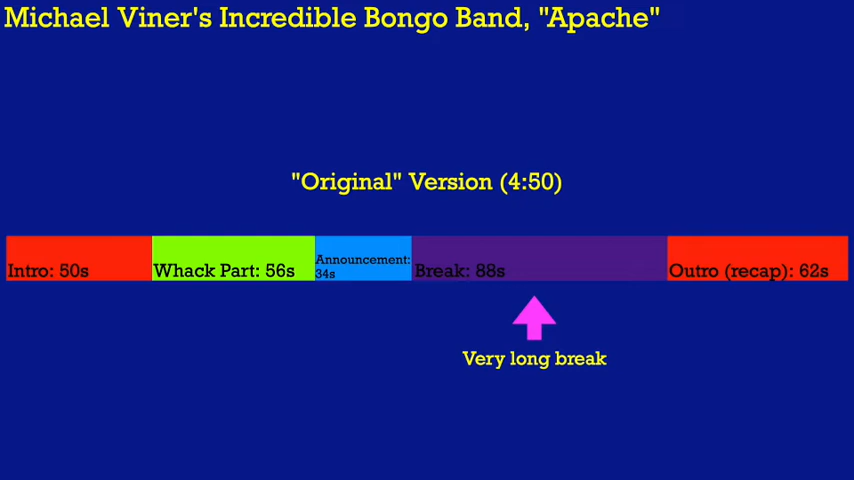 Michael Viner's Incredible Bongo Band, "Apache"
"Original" Version (4:50)
Intro: 50s
Whack Part: 56s
Announcement:
34s
Break: 88s
Outro (recap): 62s
Very long break